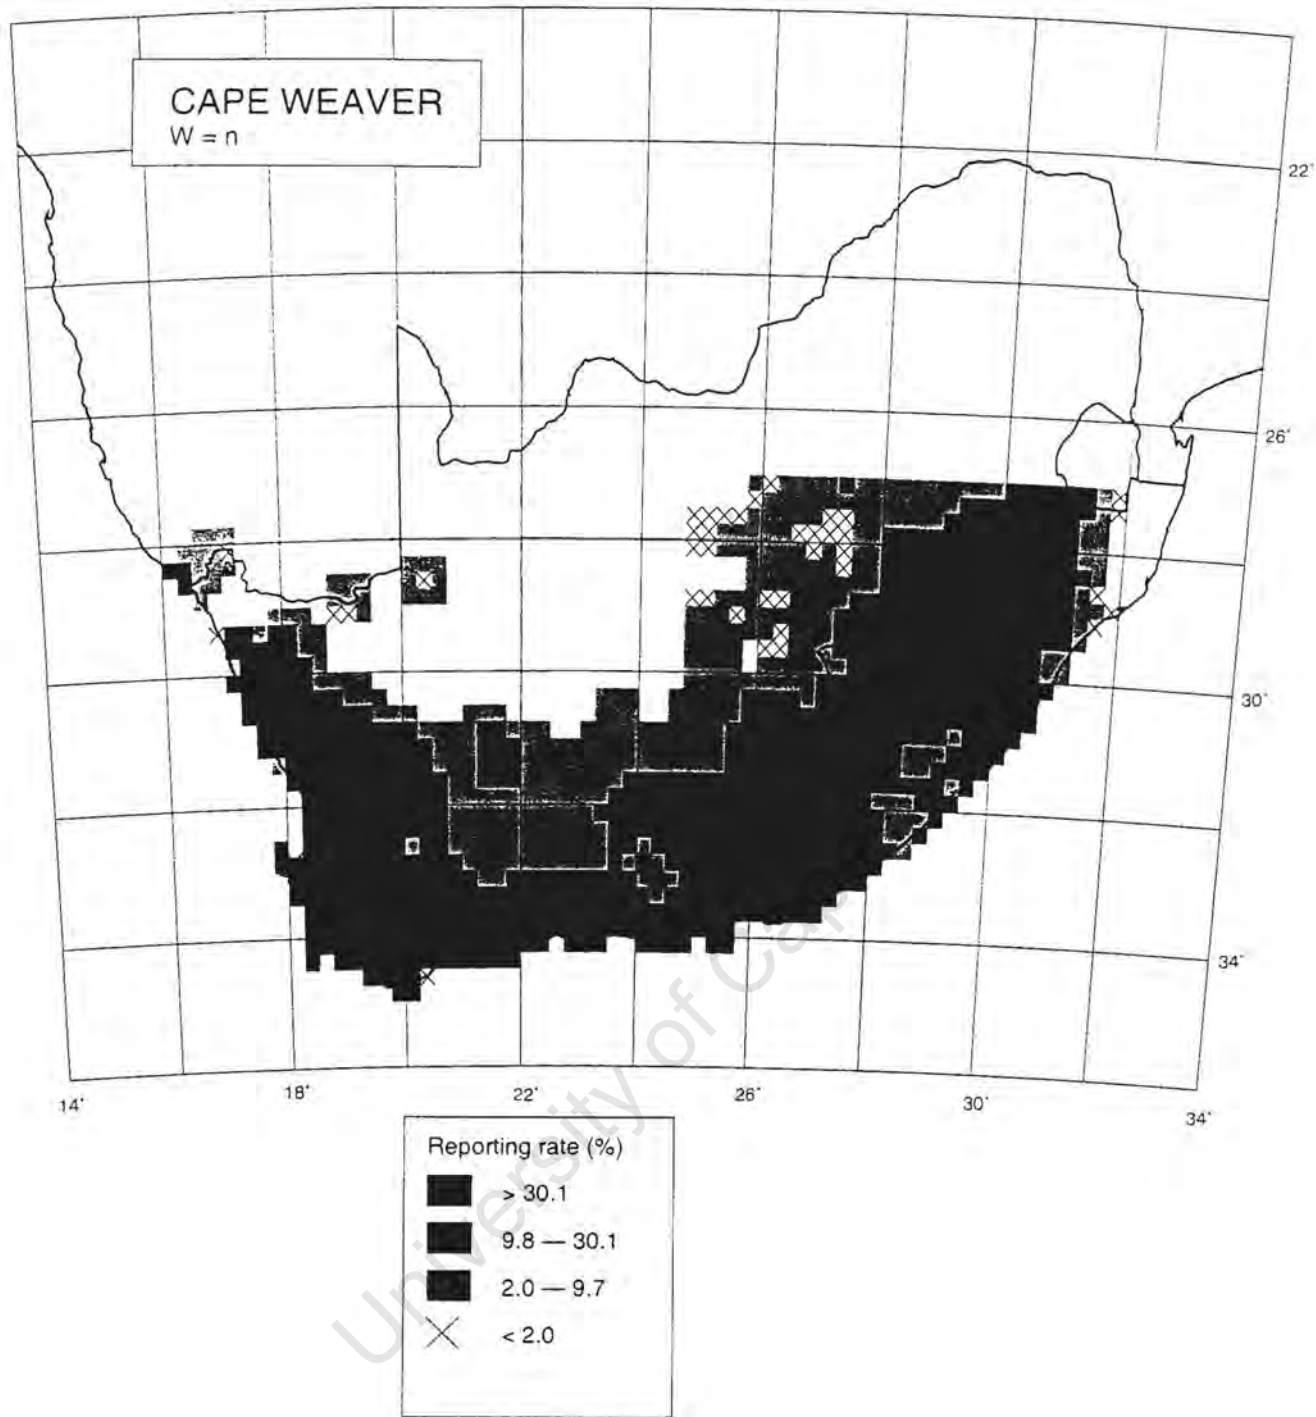 CAPE WEAVER
W = n
22°
26°
30°
34°
14°
18°
22°
26°
30°
34°
Reporting rate (%)
> 30.1
9.8 — 30.1
2.0 — 9.7
< 2.0
University of Cap